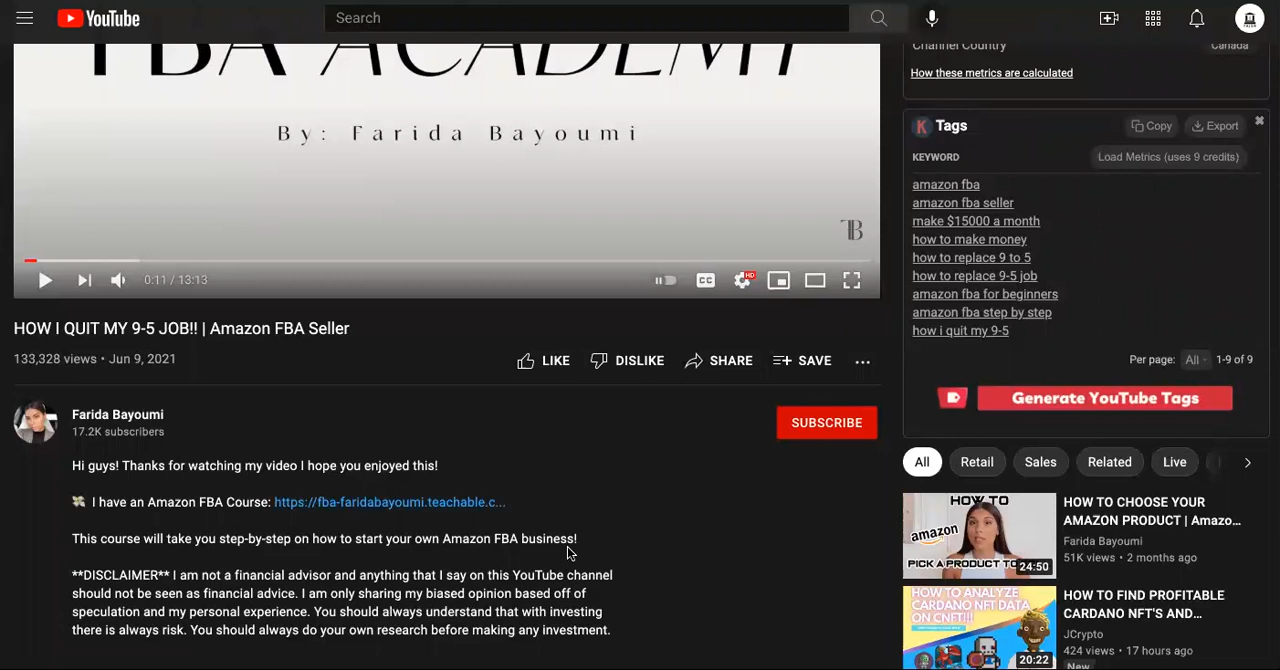 YouTube
Search
FBA ACADEMY
By: Farida Bayoumi
B
0:11 / 13:13
CC
HD
HOW I QUIT MY 9-5 JOB!! | Amazon FBA Seller
133,328 views • Jun 9, 2021
LIKE
DISLIKE
SHARE
SAVE
Farida Bayoumi
17.2K subscribers
SUBSCRIBE
Hi guys! Thanks for watching my video I hope you enjoyed this!
💸 I have an Amazon FBA Course: https://fba-faridabayoumi.teachable.c...
This course will take you step-by-step on how to start your own Amazon FBA business!
**DISCLAIMER** I am not a financial advisor and anything that I say on this YouTube channel
should not be seen as financial advice. I am only sharing my biased opinion based off of
speculation and my personal experience. You should always understand that with investing
there is always risk. You should always do your own research before making any investment.
Channel Country Canada
How these metrics are calculated
K Tags
Copy
Export
KEYWORD
Load Metrics (uses 9 credits)
amazon fba
amazon fba seller
make $15000 a month
how to make money
how to replace 9 to 5
how to replace 9-5 job
amazon fba for beginners
amazon fba step by step
how i quit my 9-5
Per page: All 1-9 of 9
Generate YouTube Tags
All
Retail
Sales
Related
Live
HOW TO
amazon
PICK A PRODUCT TO
24:50
HOW TO CHOOSE YOUR
AMAZON PRODUCT | Amazo...
Farida Bayoumi
51K views • 2 months ago
HOW TO ANALYZE
CARDANO NFT DATA
ON CNFT!!!
20:22
HOW TO FIND PROFITABLE
CARDANO NFT'S AND...
JCrypto
424 views • 17 hours ago
New